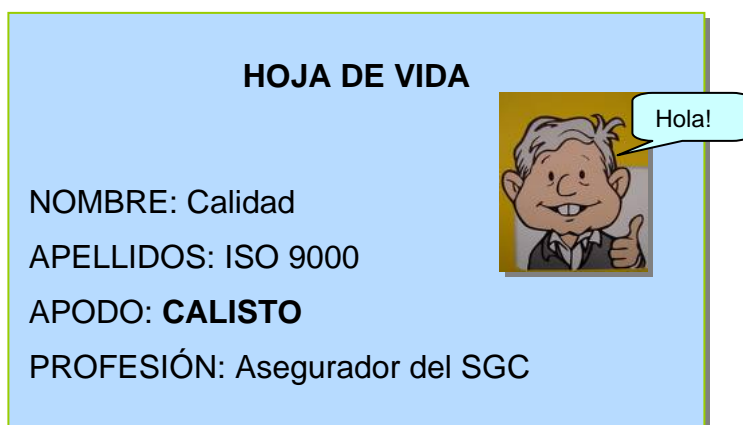 HOJA DE VIDA
Hola!
NOMBRE: Calidad
APELLIDOS: ISO 9000
APODO: CALISTO
PROFESIÓN: Asegurador del SGC